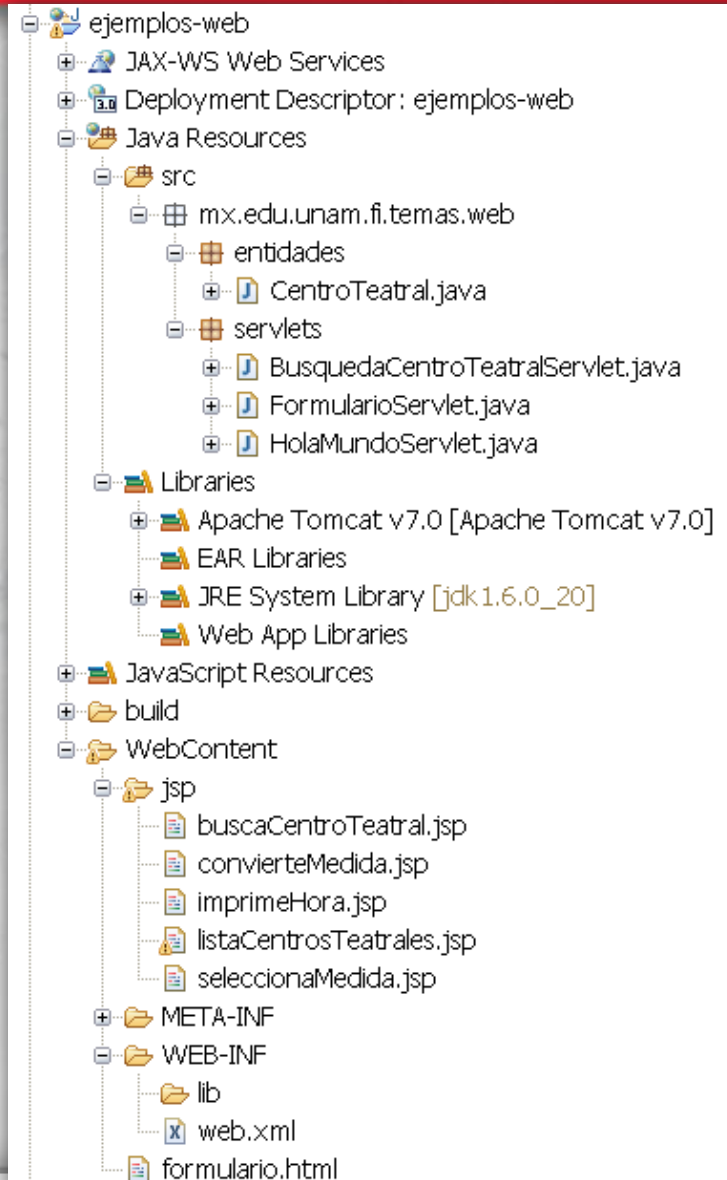 ejemplos-web
JAX-WS Web Services
3.0 Deployment Descriptor: ejemplos-web
Java Resources
src
mx.edu.unam.fi.temas.web
entidades
J CentroTeatral.java
servlets
J BusquedaCentroTeatralServlet.java
J FormularioServlet.java
J HolaMundoServlet.java
Libraries
Apache Tomcat v7.0 [Apache Tomcat v7.0]
EAR Libraries
JRE System Library [jdk1.6.0_20]
Web App Libraries
JavaScript Resources
build
WebContent
jsp
buscaCentroTeatral.jsp
convierteMedida.jsp
imprimeHora.jsp
listaCentrosTeatrales.jsp
seleccionaMedida.jsp
META-INF
WEB-INF
lib
X web.xml
formulario.html